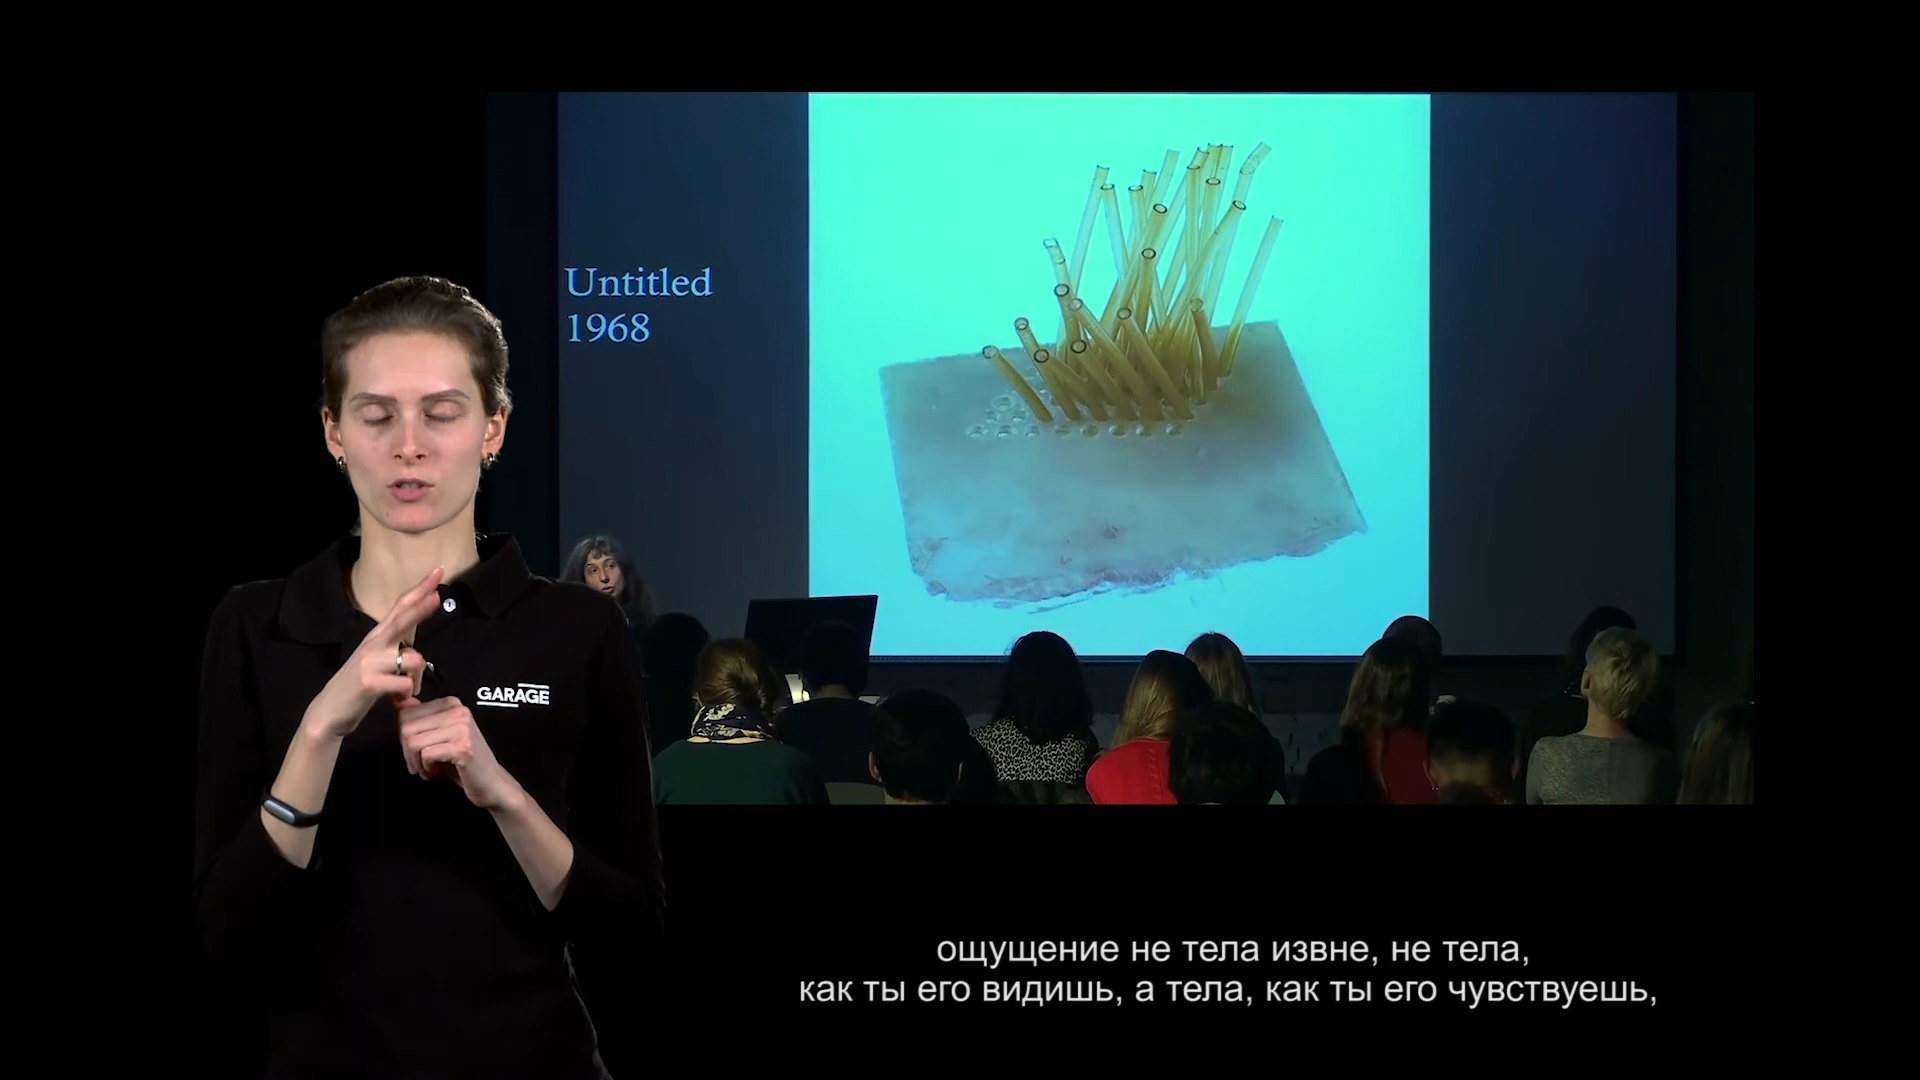 Untitled
1968
GARAGE
ощущение не тела извне, не тела,
как ты его видишь, а тела, как ты его чувствуешь,